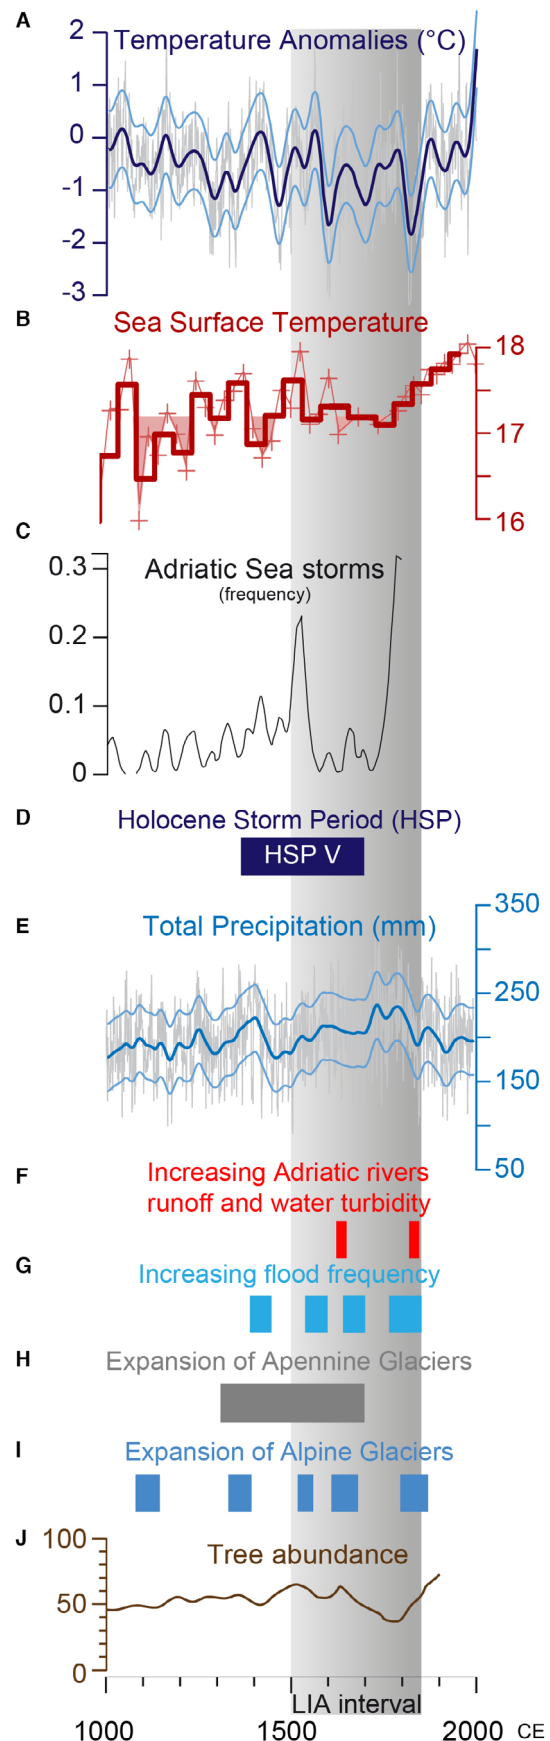 A
Temperature Anomalies (°C)
2
1
0
-1
-2
-3
B
Sea Surface Temperature
18
17
16
C
Adriatic Sea storms
(frequency)
0.3
0.2
0.1
0
D
Holocene Storm Period (HSP)
HSP V
E
Total Precipitation (mm)
350
250
150
50
F
Increasing Adriatic rivers
runoff and water turbidity
G
Increasing flood frequency
H
Expansion of Apennine Glaciers
I
Expansion of Alpine Glaciers
J
Tree abundance
100
50
0
LIA interval
1000 1500 2000 CE